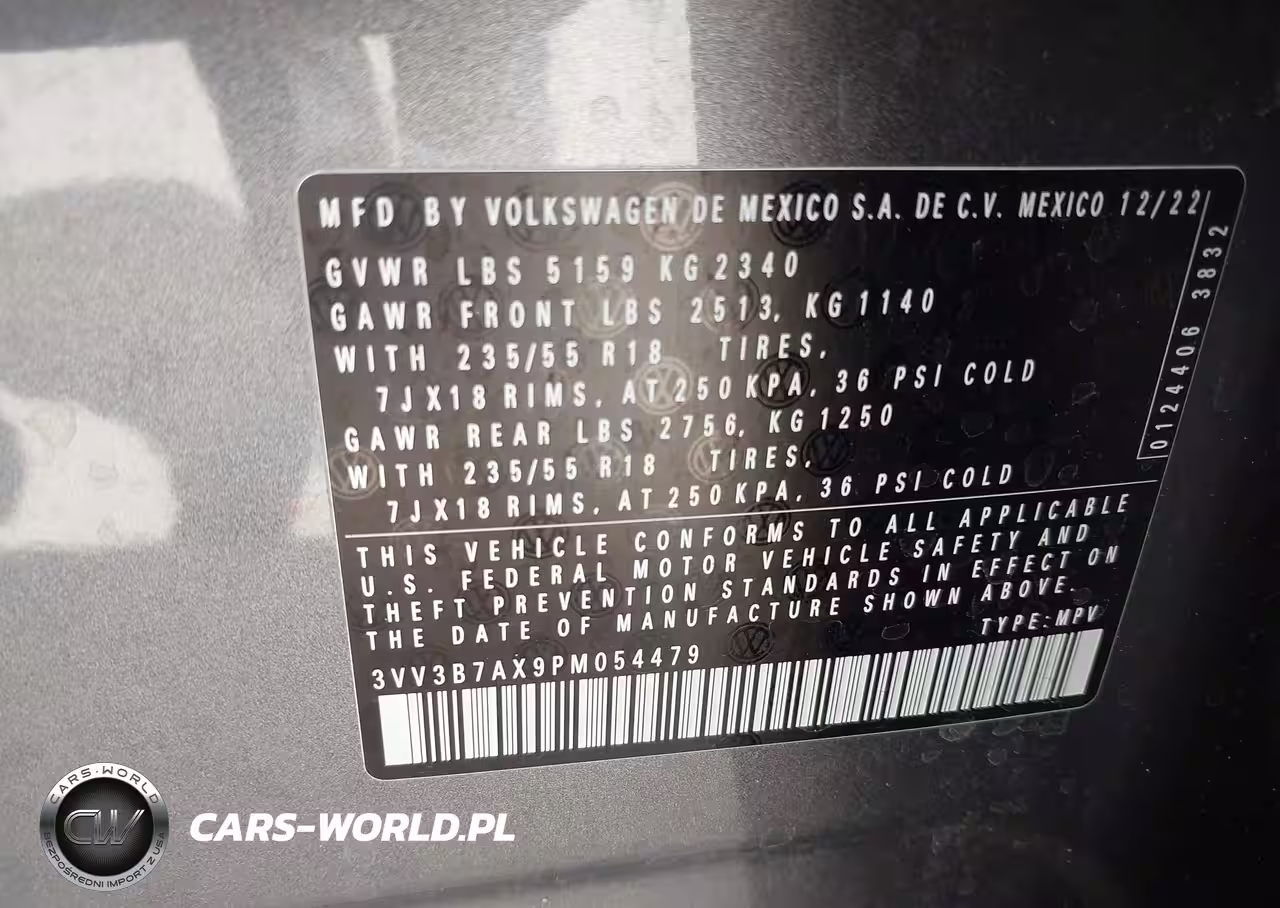 MFD BY VOLKSWAGEN DE MEXICO S.A. DE C.V. MEXICO 12/22
GVWR LBS 5159 KG 2340
GAWR FRONT LBS 2513, KG 1140
WITH 235/55 R18 TIRES,
7JX18 RIMS, AT 250 KPA, 36 PSI COLD
GAWR REAR LBS 2756, KG 1250
WITH 235/55 R18 TIRES,
7JX18 RIMS, AT 250 KPA, 36 PSI COLD
0124406 3832
THIS VEHICLE CONFORMS TO ALL APPLICABLE
U.S. FEDERAL MOTOR VEHICLE SAFETY AND
THEFT PREVENTION STANDARDS IN EFFECT ON
THE DATE OF MANUFACTURE SHOWN ABOVE.
TYPE:MPV
3VV3B7AX9PM054479
CARS-WORLD
CW
BEZPOŚREDNI IMPORT Z USA
CARS-WORLD.PL